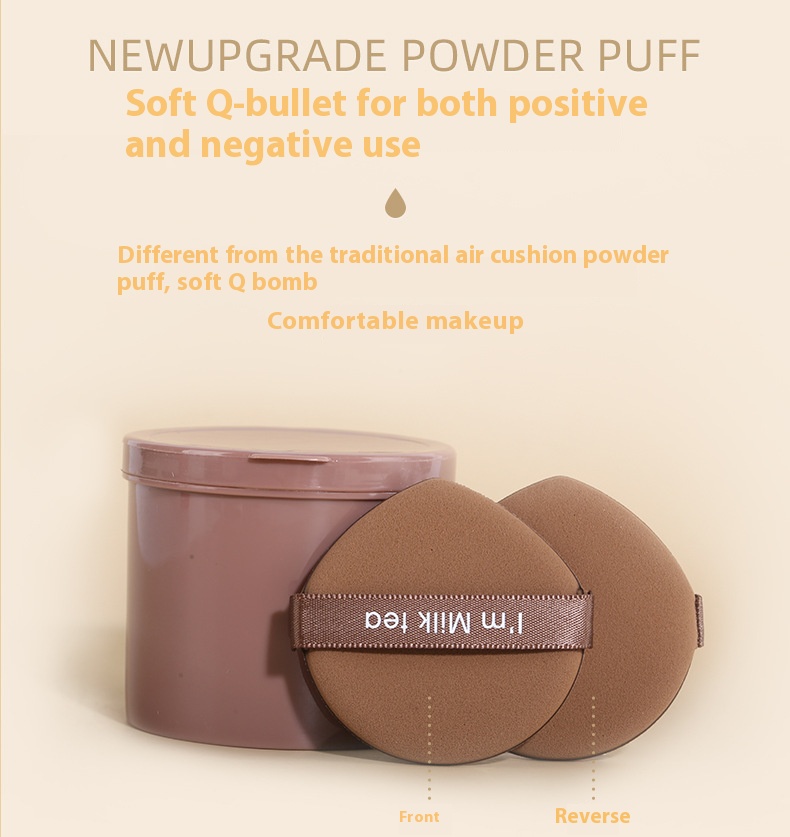 NEWUPGRADE POWDER PUFF
Soft Q-bullet for both positive
and negative use
Different from the traditional air cushion powder
puff, soft Q bomb
Comfortable makeup
I'm Milk tea
Front
Reverse